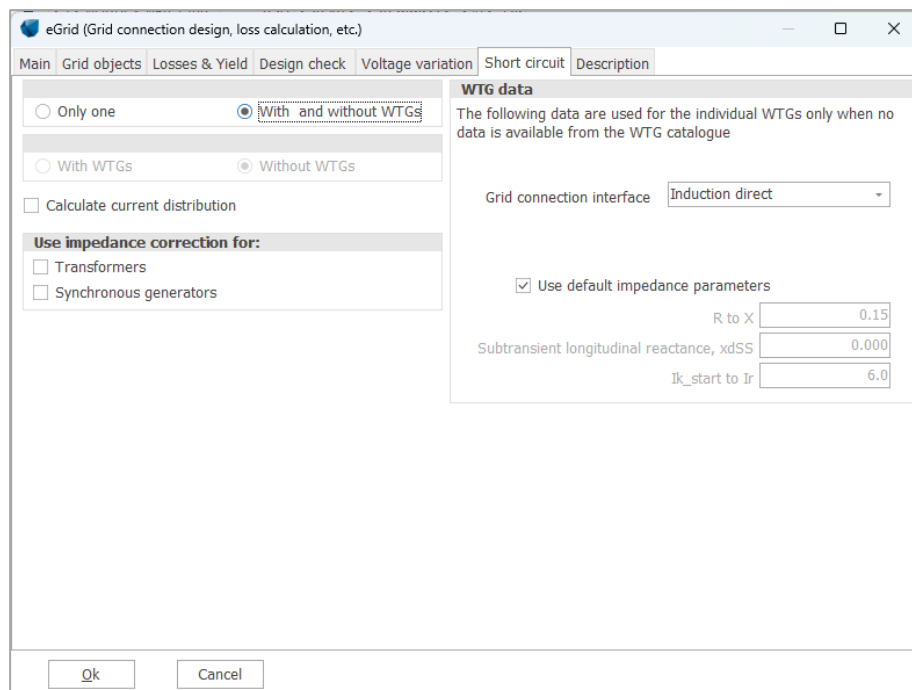 eGrid (Grid connection design, loss calculation, etc.)
Main Grid objects Losses & Yield Design check Voltage variation Short circuit Description
Only one With and without WTGs
With WTGs Without WTGs
Calculate current distribution
Use impedance correction for:
Transformers
Synchronous generators
WTG data
The following data are used for the individual WTGs only when no
data is available from the WTG catalogue
Grid connection interface Induction direct
Use default impedance parameters
R to X 0.15
Subtransient longitudinal reactance, xdSS 0.000
Ik_start to Ir 6.0
Ok Cancel